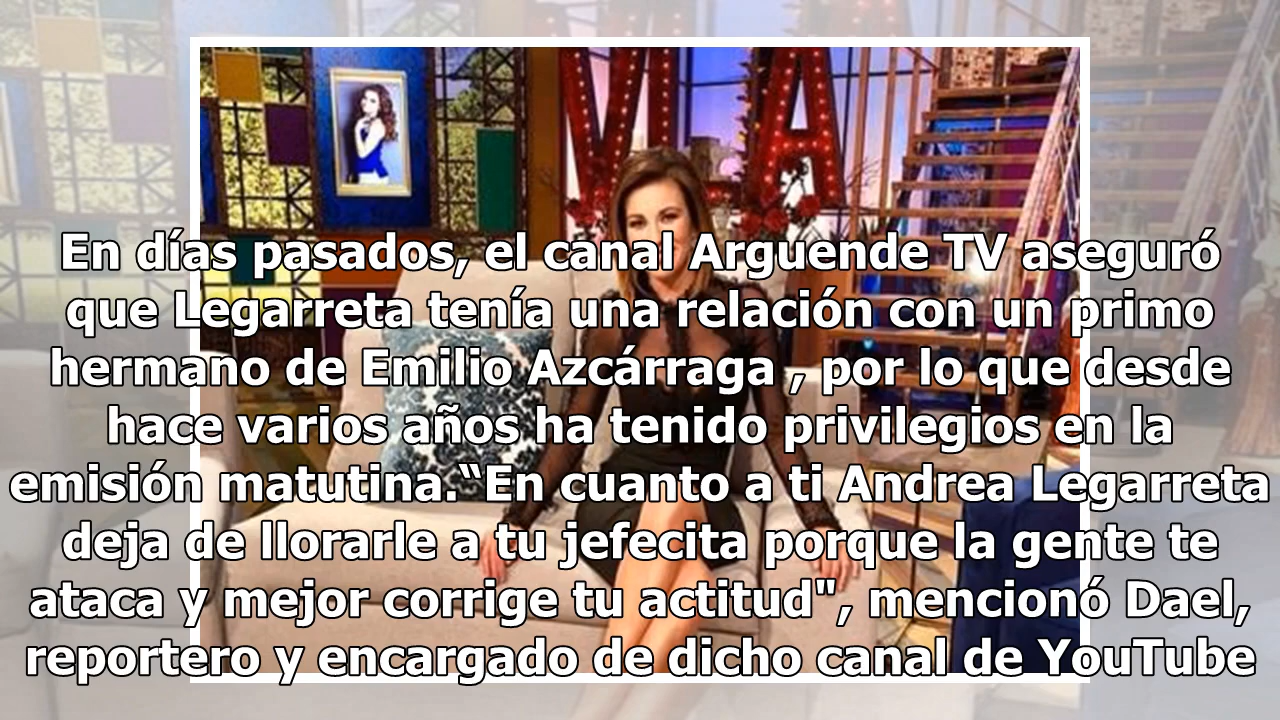 En días pasados, el canal Arguende TV aseguró
que Legarreta tenía una relación con un primo
hermano de Emilio Azcárraga , por lo que desde
hace varios años ha tenido privilegios en la
emisión matutina.“En cuanto a ti Andrea Legarreta
deja de llorarle a tu jefecita porque la gente te
ataca y mejor corrige tu actitud", mencionó Dael,
reportero y encargado de dicho canal de YouTube